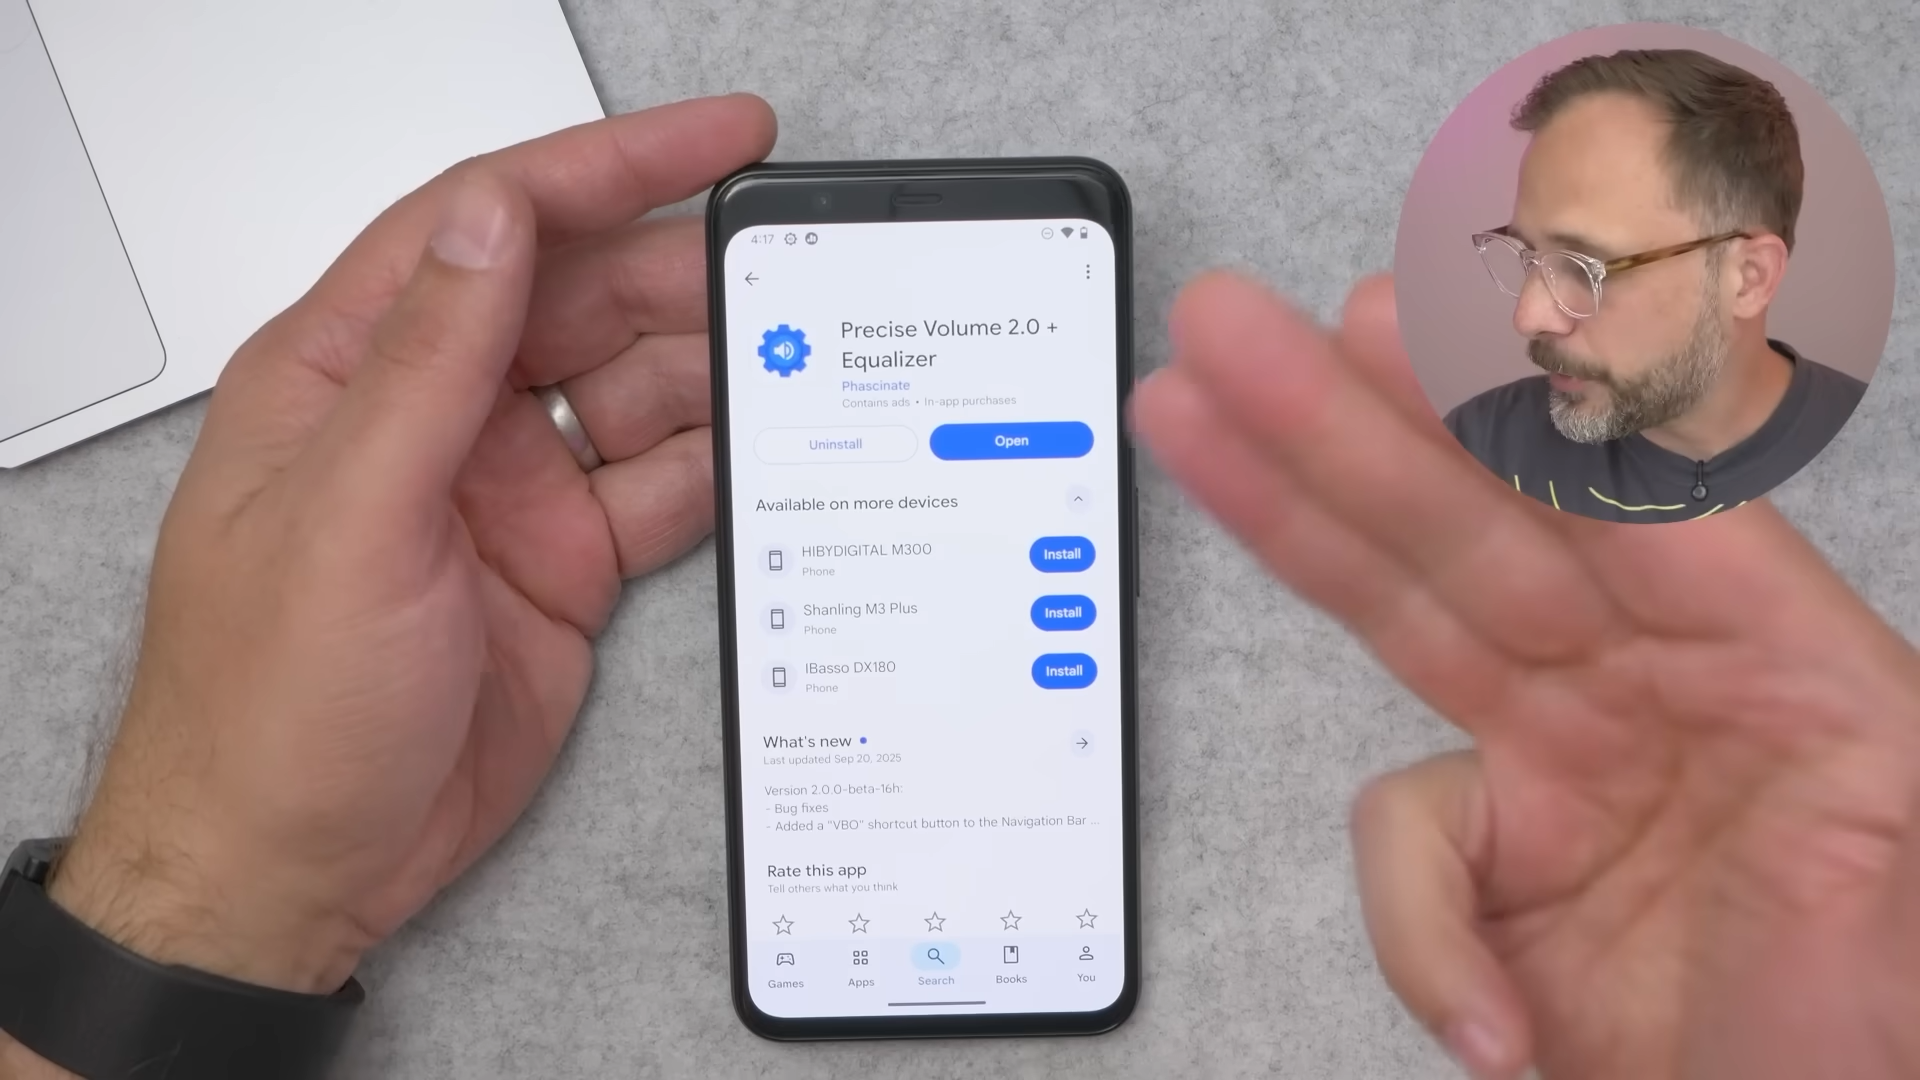 4:17
Precise Volume 2.0 +
Equalizer
Phascinate
Contains ads • In-app purchases
Uninstall
Open
Available on more devices
HIBYDIGITAL M300
Phone
Install
Shanling M3 Plus
Phone
Install
IBasso DX180
Phone
Install
What's new
Last updated Sep 20, 2025
Version 2.0.0-beta-16h:
- Bug fixes
- Added a "VBO" shortcut button to the Navigation Bar ...
Rate this app
Tell others what you think
Games
Apps
Search
Books
You